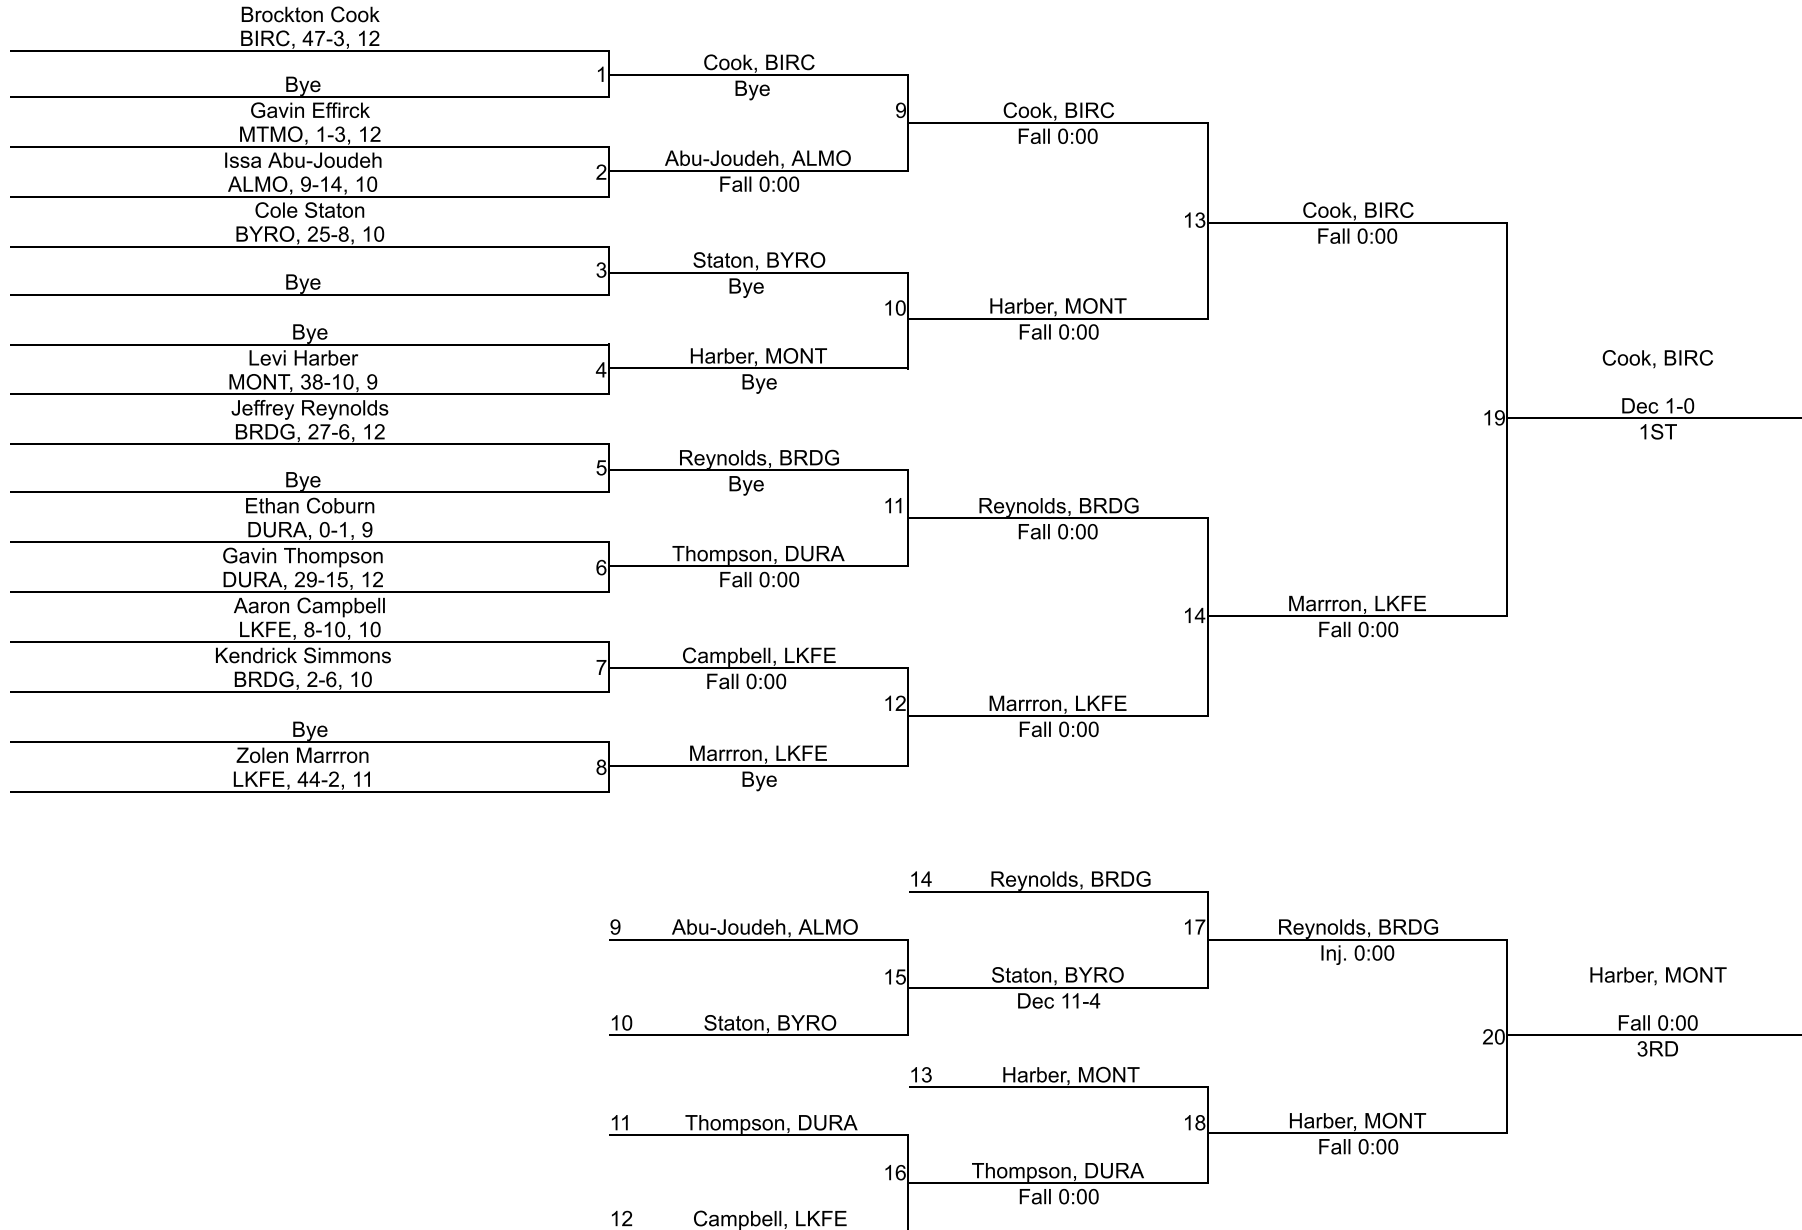 Brockton Cook
BIRC, 47-3, 12
Bye
1
Cook, BIRC
Bye
Gavin Effirck
MTMO, 1-3, 12
Issa Abu-Joudeh
ALMO, 9-14, 10
2
Abu-Joudeh, ALMO
Fall 0:00
9
Cook, BIRC
Fall 0:00
Cole Staton
BYRO, 25-8, 10
Bye
3
Staton, BYRO
Bye
Bye
Levi Harber
MONT, 38-10, 9
4
Harber, MONT
Bye
10
Harber, MONT
Fall 0:00
13
Cook, BIRC
Fall 0:00
Jeffrey Reynolds
BRDG, 27-6, 12
Bye
5
Reynolds, BRDG
Bye
Ethan Coburn
DURA, 0-1, 9
Gavin Thompson
DURA, 29-15, 12
6
Thompson, DURA
Fall 0:00
11
Reynolds, BRDG
Fall 0:00
Aaron Campbell
LKFE, 8-10, 10
Kendrick Simmons
BRDG, 2-6, 10
7
Campbell, LKFE
Fall 0:00
Bye
Zolen Marrron
LKFE, 44-2, 11
8
Marrron, LKFE
Bye
12
Marrron, LKFE
Fall 0:00
14
Marrron, LKFE
Fall 0:00
19
Cook, BIRC
Dec 1-0
1ST
14 Reynolds, BRDG
9 Abu-Joudeh, ALMO
10 Staton, BYRO
15
Staton, BYRO
Dec 11-4
17
Reynolds, BRDG
Inj. 0:00
13 Harber, MONT
11 Thompson, DURA
12 Campbell, LKFE
16
Thompson, DURA
Fall 0:00
18
Harber, MONT
Fall 0:00
20
Harber, MONT
Fall 0:00
3RD